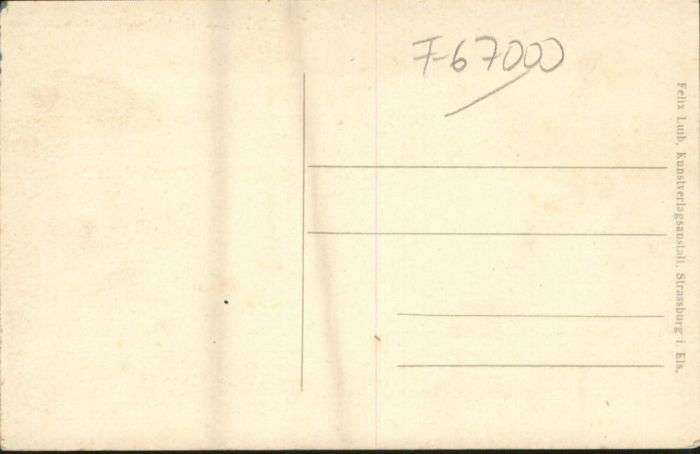 F-67000
Felix Luib, Kunstverlagsanstalt, Strassburg i. Els.